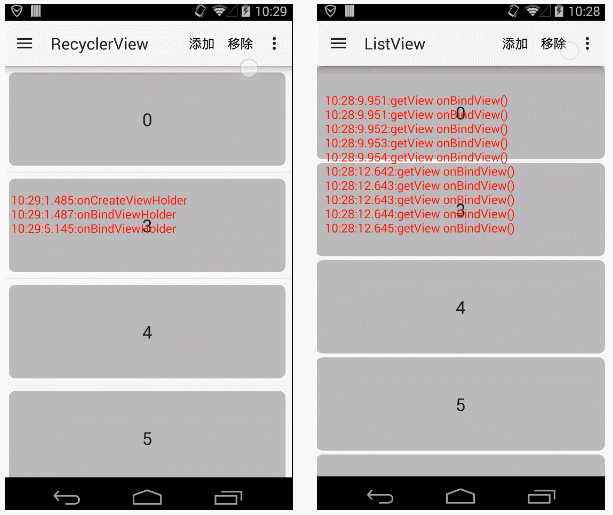 10:29
RecyclerView 添加 移除
0
10:29:1.485:onCreateViewHolder
10:29:1.487:onBindViewHolder
10:29:5.145:onBindViewHolder
3
4
5
10:28
ListView 添加 移除
10:28:9.951:getView onBindView()
10:28:9.951:getView onBindView()
0
10:28:9.952:getView onBindView()
10:28:9.953:getView onBindView()
10:28:9.954:getView onBindView()
10:28:12.642:getView onBindView()
10:28:12.643:getView onBindView()
10:28:12.643:getView onBindView()
3
10:28:12.644:getView onBindView()
10:28:12.645:getView onBindView()
4
5